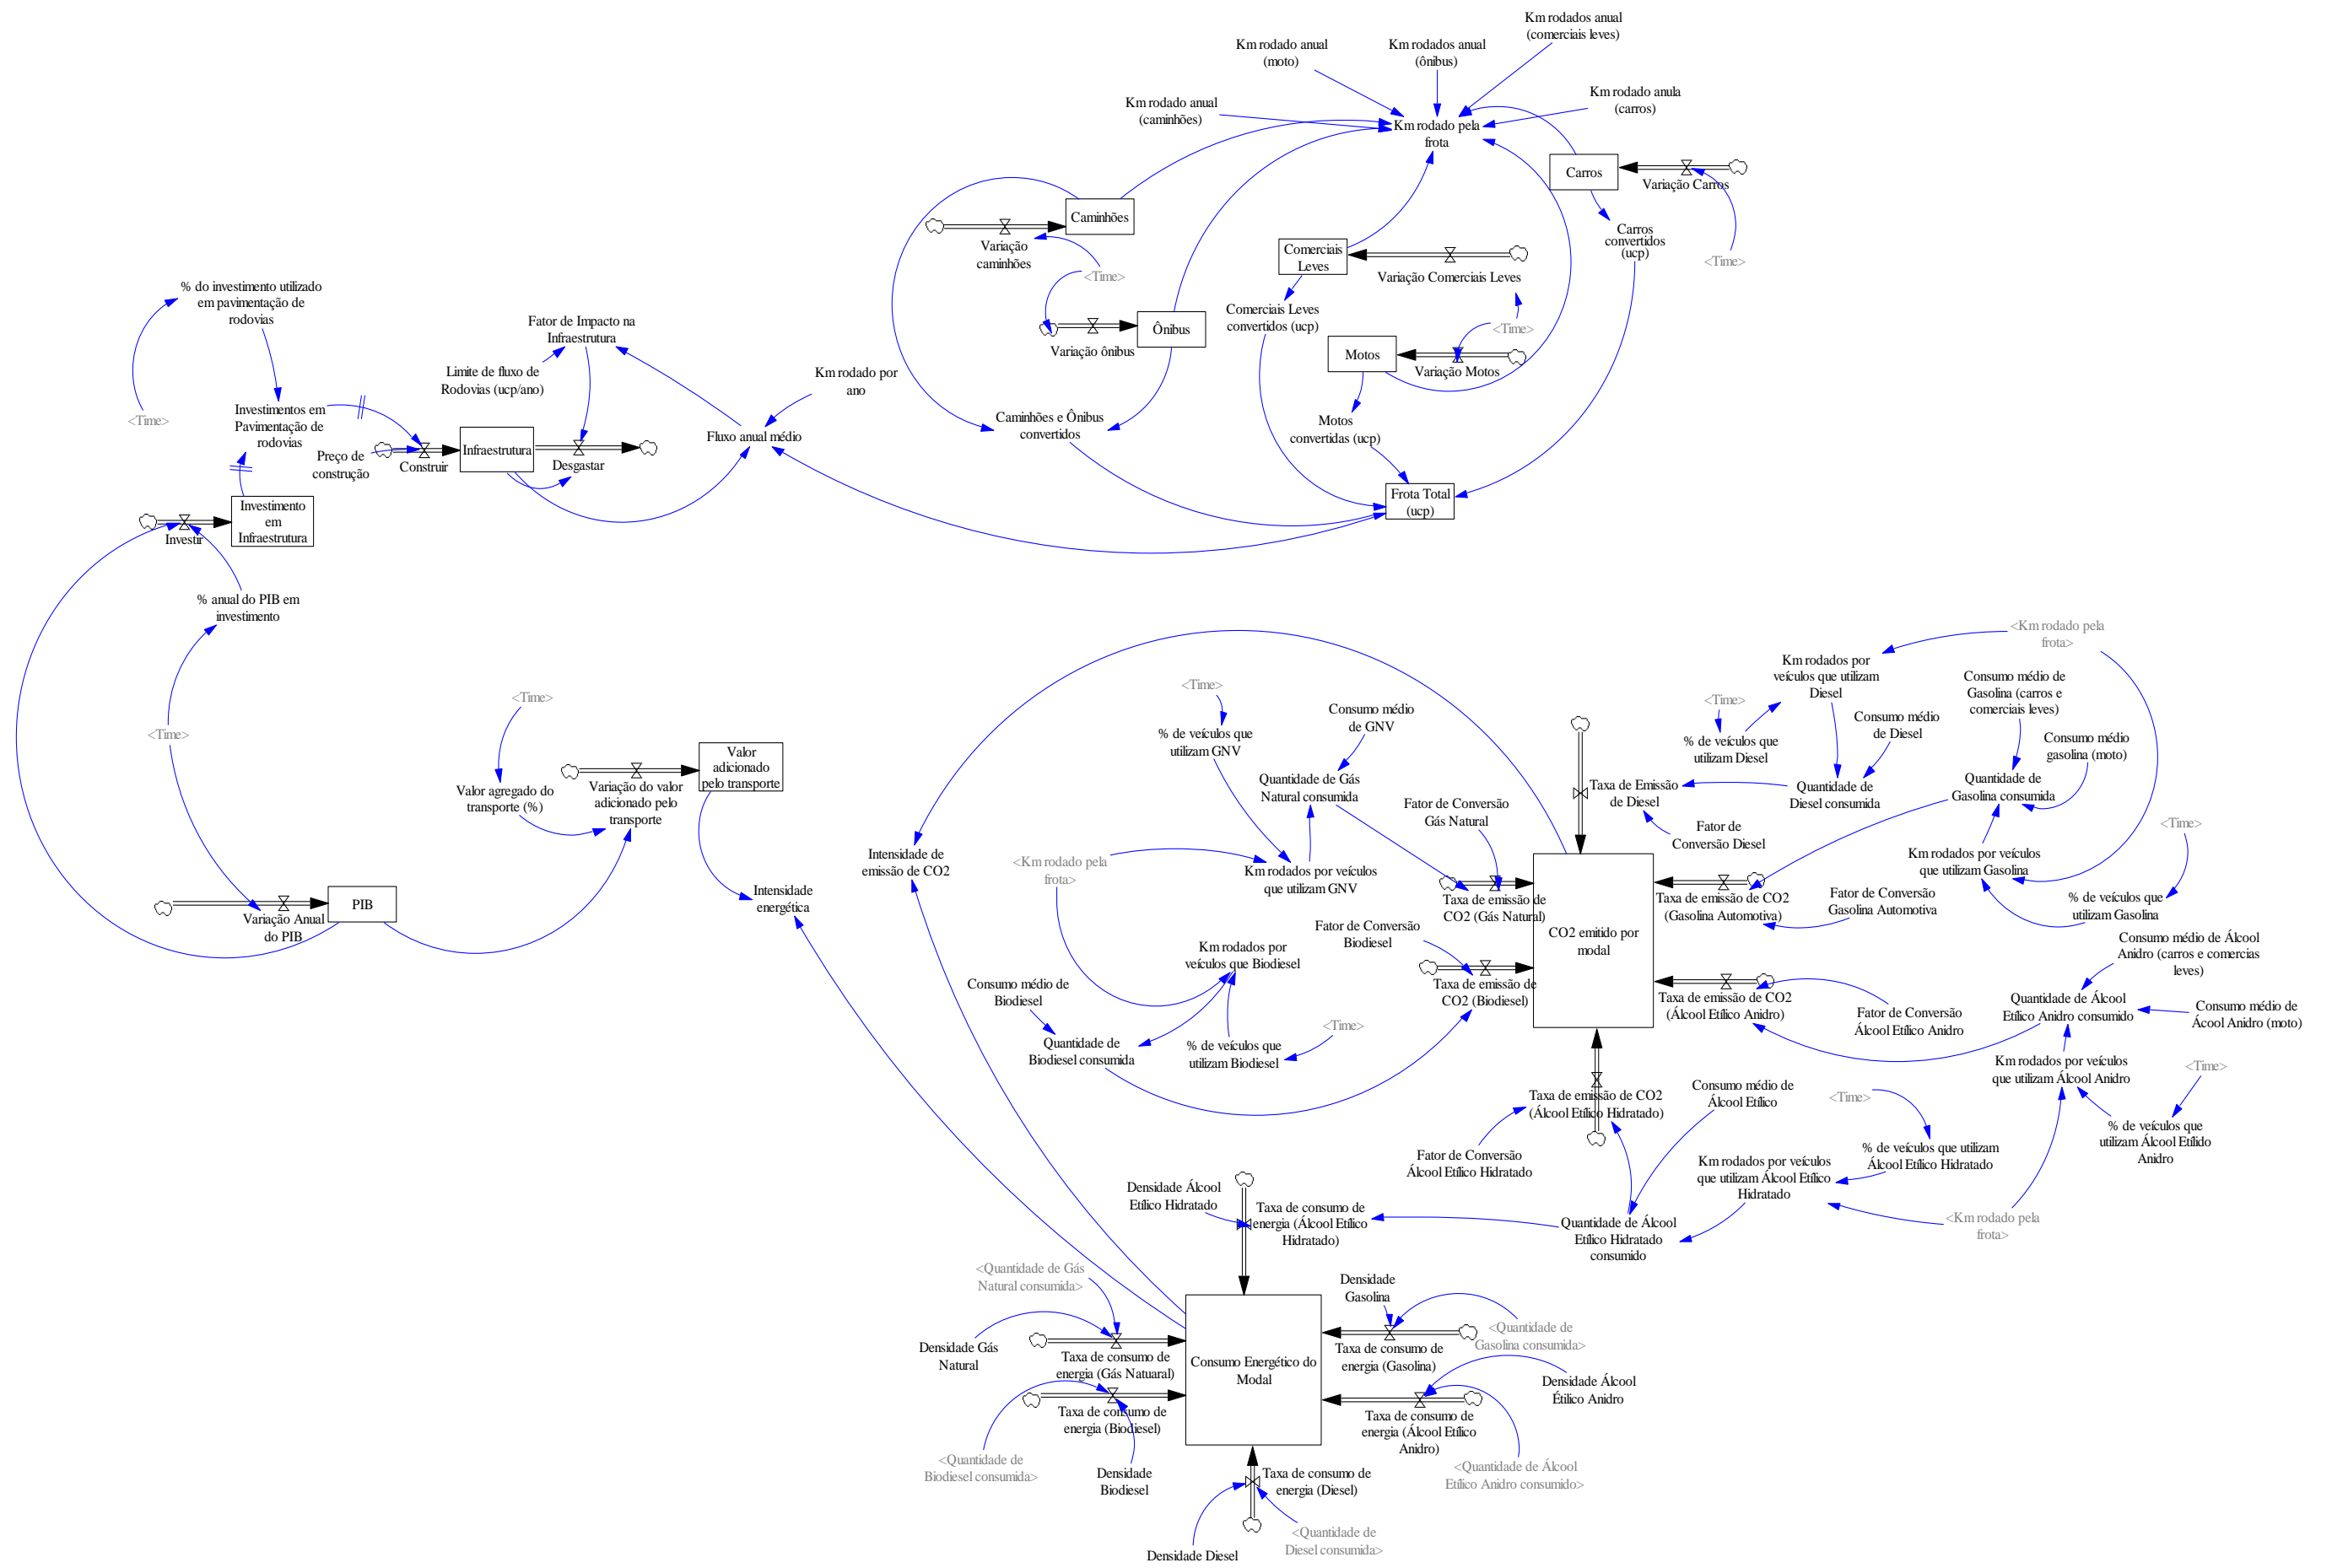 Km rodados anual
(comerciais leves)
Km rodado anual
(moto)
Km rodados anual
(ônibus)
Km rodado anual
(caminhões)
Km rodado anula
(carros)
Km rodado pela
frota
Carros
Variação Carros
Caminhões
Variação
caminhões
<Time>
Comerciais
Leves
Variação Comerciais Leves
Carros
convertidos
(ucp)
<Time>
Ônibus
Variação ônibus
Comerciais Leves
convertidos (ucp)
<Time>
Motos
Variação Motos
% do investimento utilizado
em pavimentação de
rodovias
Fator de Impacto na
Infraestrutura
Limite de fluxo de
Rodovias (ucp/ano)
Km rodado por
ano
<Time>
Investimentos em
Pavimentação de
rodovias
Preço de
construção
Construir
Infraestrutura
Desgastar
Fluxo anual médio
Caminhões e Ônibus
convertidos
Motos
convertidas (ucp)
Frota Total
(ucp)
Investimento
em
Infraestrutura
Investir
% anual do PIB em
investimento
<Time>
<Time>
Valor agregado do
transporte (%)
Variação do valor
adicionado pelo
transporte
Valor
adicionado
pelo transporte
PIB
Variação Anual
do PIB
Intensidade
energética
Intensidade de
emissão de CO2
<Time>
% de veículos que
utilizam GNV
Consumo médio
de GNV
Quantidade de Gás
Natural consumida
Fator de Conversão
Gás Natural
<Km rodado pela
frota>
Km rodados por veículos
que utilizam GNV
Taxa de emissão de
CO2 (Gás Natural)
Fator de Conversão
Biodiesel
Km rodados por
veículos que Biodiesel
Consumo médio de
Biodiesel
Taxa de emissão de
CO2 (Biodiesel)
Quantidade de
Biodiesel consumida
% de veículos que
utilizam Biodiesel
<Time>
CO2 emitido por
modal
<Km rodado pela
frota>
Km rodados por
veículos que utilizam
Diesel
<Time>
% de veículos que
utilizam Diesel
Consumo médio
de Diesel
Taxa de Emissão
de Diesel
Quantidade de
Diesel consumida
Fator de
Conversão Diesel
Consumo médio de
Gasolina (carros e
comerciais leves)
Consumo médio
gasolina (moto)
Quantidade de
Gasolina consumida
<Time>
Km rodados por veículos
que utilizam Gasolina
% de veículos que
utilizam Gasolina
Taxa de emissão de CO2
(Gasolina Automotiva)
Fator de Conversão
Gasolina Automotiva
Consumo médio de Álcool
Anidro (carros e comercias
leves)
Taxa de emissão de CO2
(Álcool Etílico Anidro)
Fator de Conversão
Álcool Etílico Anidro
Quantidade de Álcool
Etílico Anidro consumido
Consumo médio de
Ácool Anidro (moto)
Km rodados por veículos
que utilizam Álcool Anidro
<Time>
% de veículos que
utilizam Álcool Etílido
Anidro
Taxa de emissão de CO2
(Álcool Etílico Hidratado)
Consumo médio de
Álcool Etílico
<Time>
Fator de Conversão
Álcool Etílico Hidratado
% de veículos que utilizam
Álcool Etílico Hidratado
Km rodados por veículos
que utilizam Álcool Etílico
Hidratado
<Km rodado pela
frota>
Quantidade de Álcool
Etílico Hidratado
consumido
Densidade Álcool
Etílico Hidratado
Taxa de consumo de
energia (Álcool Etílico
Hidratado)
<Quantidade de Gás
Natural consumida>
Densidade Gás
Natural
Taxa de consumo de
energia (Gás Natuaral)
Densidade
Gasolina
<Quantidade de
Gasolina consumida>
Taxa de consumo de
energia (Gasolina)
Consumo Energético do
Modal
Densidade Álcool
Étilico Anidro
Taxa de consumo de
energia (Biodiesel)
Taxa de consumo de
energia (Álcool Etílico
Anidro)
<Quantidade de
Biodiesel consumida>
Densidade
Biodiesel
<Quantidade de Álcool
Etílico Anidro consumido>
Taxa de consumo de
energia (Diesel)
Densidade Diesel
<Quantidade de
Diesel consumida>